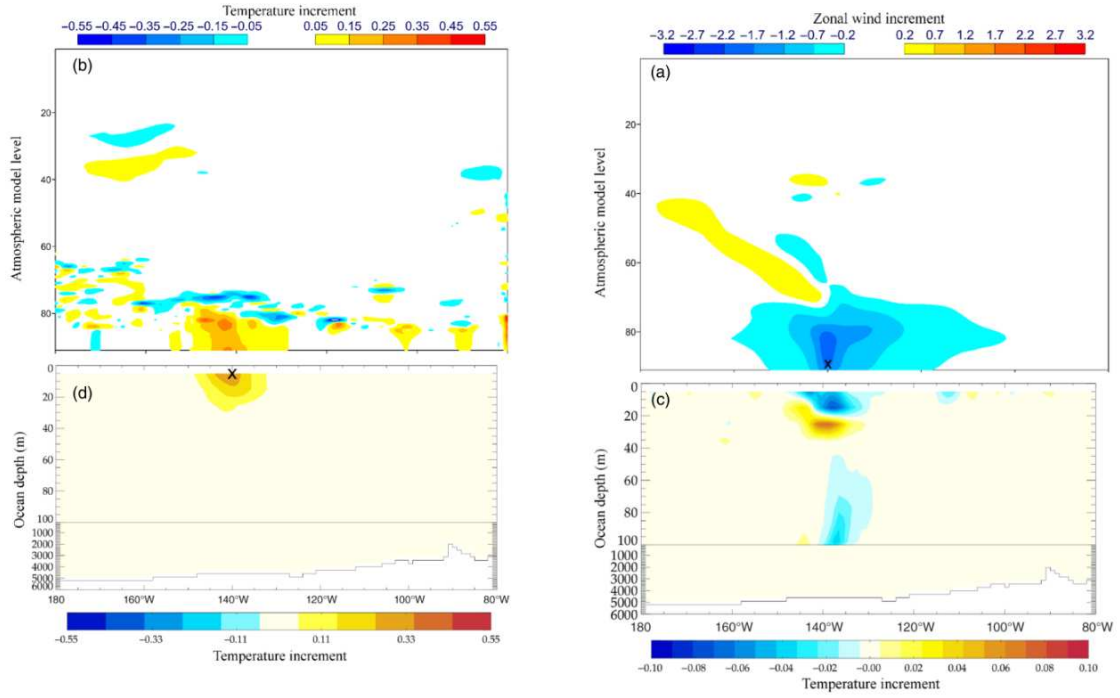 Temperature increment
−0.55 −0.45 −0.35 −0.25 −0.15 −0.05 0.05 0.15 0.25 0.35 0.45 0.55
(b)
Atmospheric model level
20
40
60
80
(d)
X
Ocean depth (m)
0
20
40
60
80
100
1000
2000
3000
4000
5000
6000
180 160°W 140°W 120°W 100°W 80°W
−0.55 −0.33 −0.11 0.11 0.33 0.55
Temperature increment
Zonal wind increment
−3.2 −2.7 −2.2 −1.7 −1.2 −0.7 −0.2 0.2 0.7 1.2 1.7 2.2 2.7 3.2
(a)
Atmospheric model level
20
40
60
80
X
(c)
Ocean depth (m)
0
20
40
60
80
100
1000
2000
3000
4000
5000
6000
180 160°W 140°W 120°W 100°W 80°W
−0.10 −0.08 −0.06 −0.04 −0.02 −0.00 0.02 0.04 0.06 0.08 0.10
Temperature increment